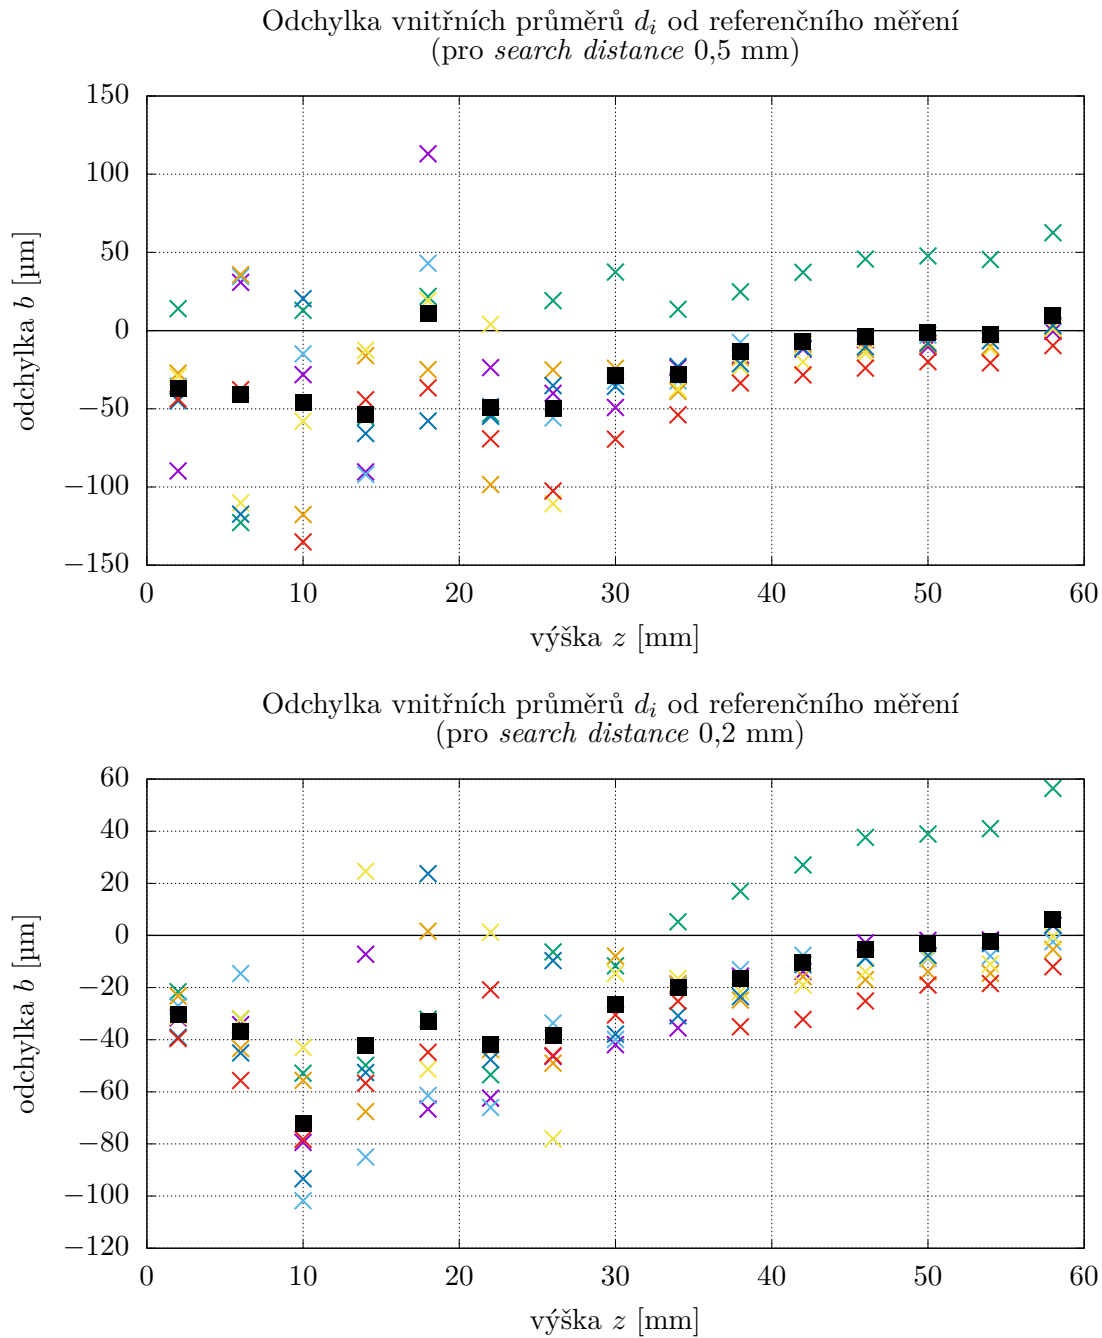 Odchylka vnitřních průměrů dᵢ od referenčního měření
(pro search distance 0,5 mm)
150
100
50
0
−50
−100
−150
odchylka b [µm]
0 10 20 30 40 50 60
výška z [mm]
Odchylka vnitřních průměrů dᵢ od referenčního měření
(pro search distance 0,2 mm)
60
40
20
0
−20
−40
−60
−80
−100
−120
odchylka b [µm]
0 10 20 30 40 50 60
výška z [mm]